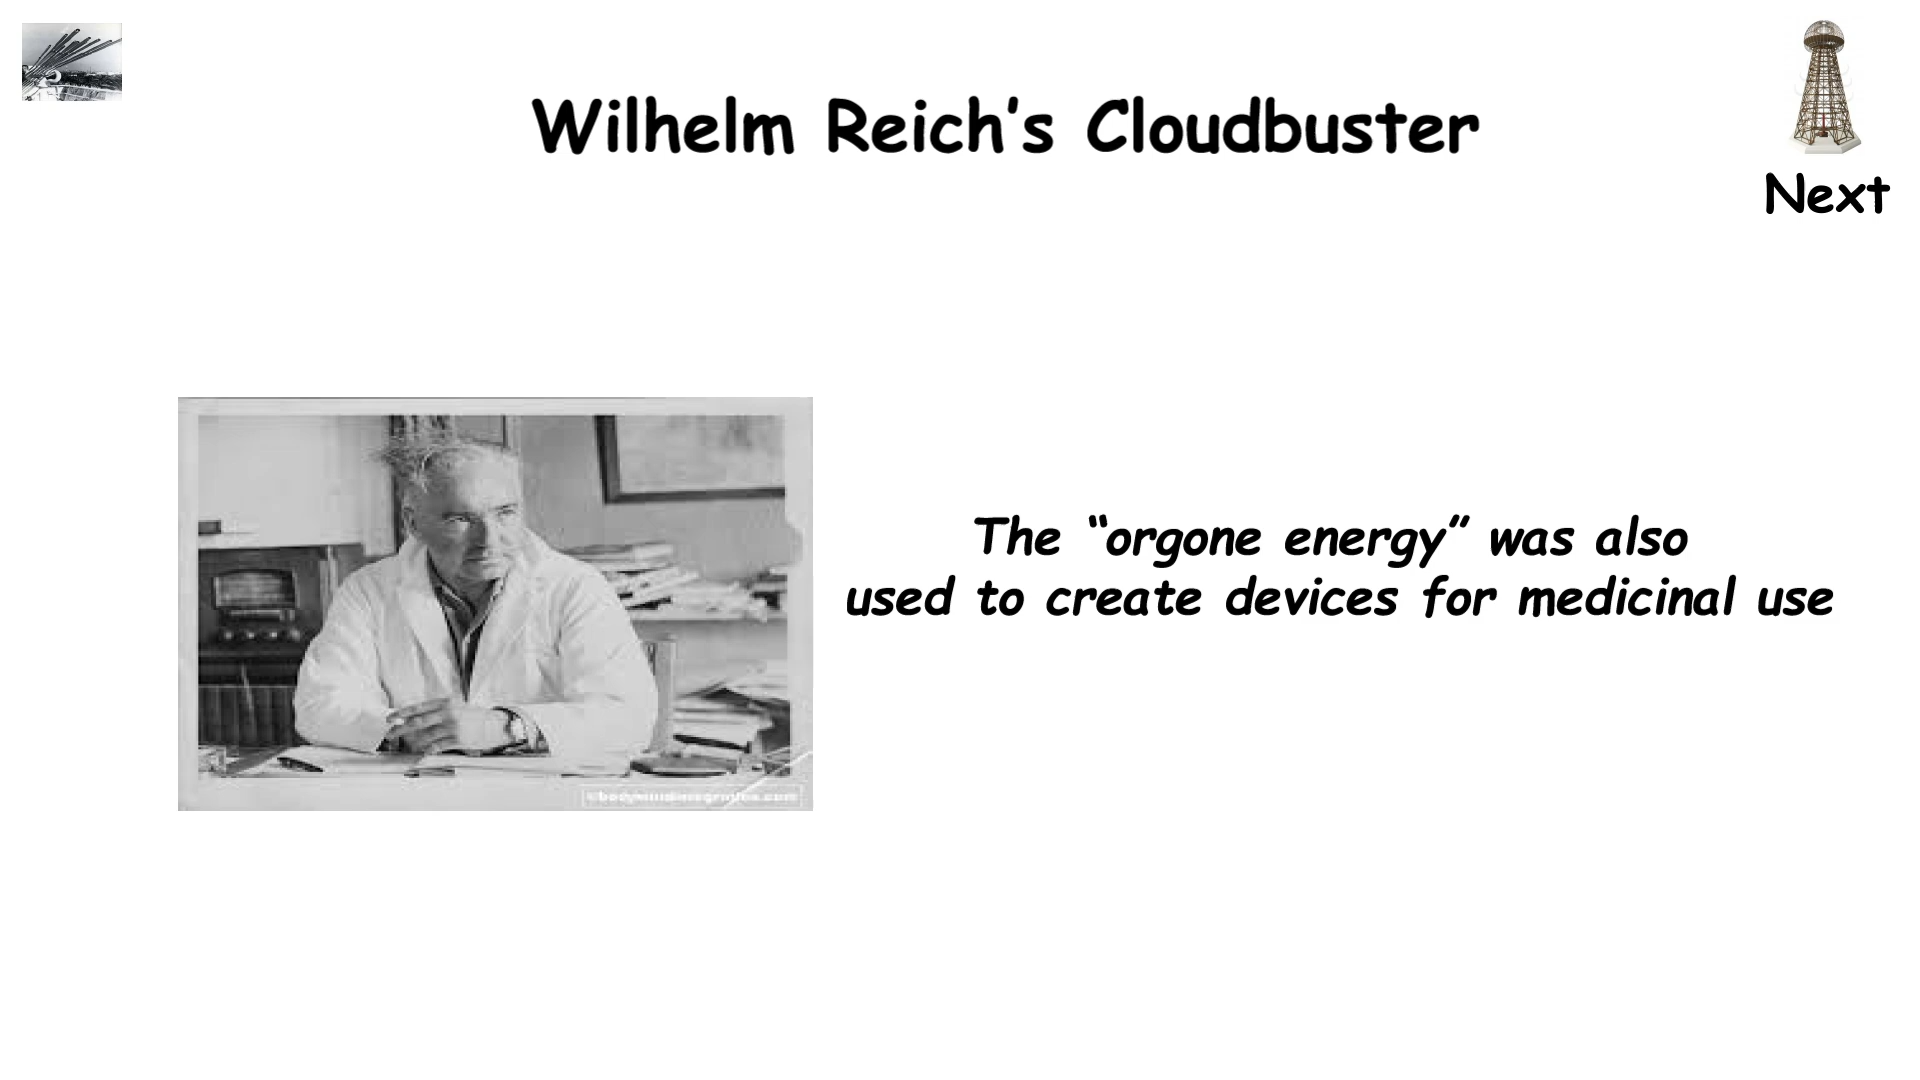 Wilhelm Reich's Cloudbuster
Next
The “orgone energy” was also
used to create devices for medicinal use